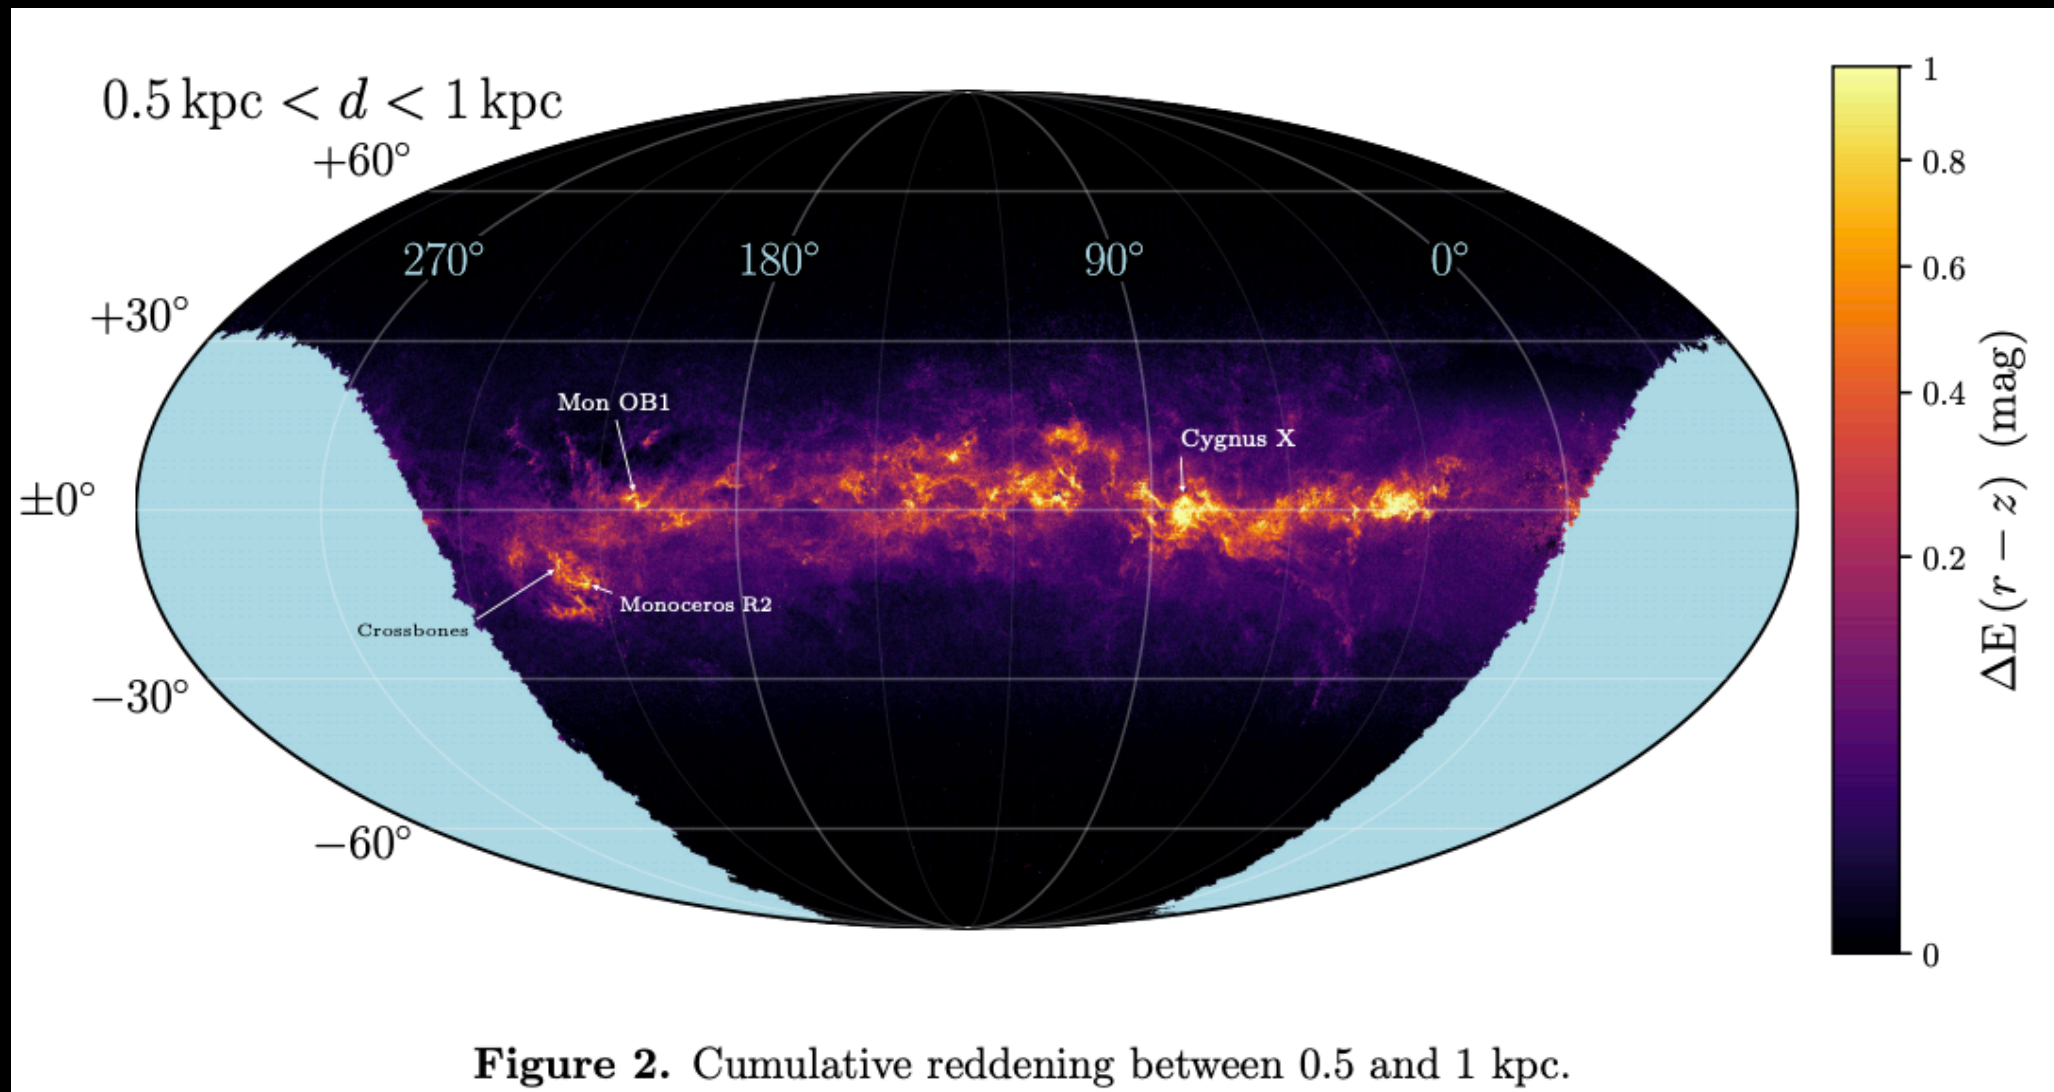 0.5 kpc < d < 1 kpc
+60°
270° 180° 90° 0°
+30°
Mon OB1
Cygnus X
±0°
Monoceros R2
Crossbones
−30°
−60°
1
0.8
0.6
0.4
0.2
0
ΔE (r − z) (mag)
Figure 2. Cumulative reddening between 0.5 and 1 kpc.